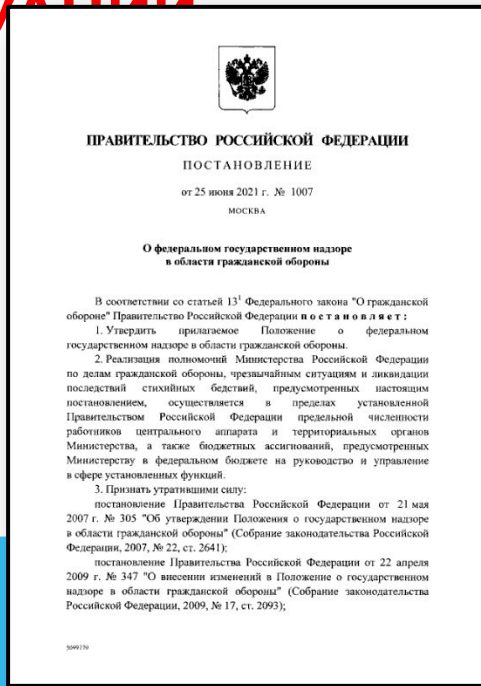 ПРАВИТЕЛЬСТВО РОССИЙСКОЙ ФЕДЕРАЦИИ
ПОСТАНОВЛЕНИЕ
от 25 июня 2021 г. № 1007
МОСКВА
О федеральном государственном надзоре
в области гражданской обороны
В соответствии со статьей 13¹ Федерального закона "О гражданской
обороне" Правительство Российской Федерации постановляет:
1. Утвердить прилагаемое Положение о федеральном
государственном надзоре в области гражданской обороны.
2. Реализация полномочий Министерства Российской Федерации
по делам гражданской обороны, чрезвычайным ситуациям и ликвидации
последствий стихийных бедствий, предусмотренных настоящим
постановлением, осуществляется в пределах установленной
Правительством Российской Федерации предельной численности
работников центрального аппарата и территориальных органов
Министерства, а также бюджетных ассигнований, предусмотренных
Министерству в федеральном бюджете на руководство и управление
в сфере установленных функций.
3. Признать утратившими силу:
постановление Правительства Российской Федерации от 21 мая
2007 г. № 305 "Об утверждении Положения о государственном надзоре
в области гражданской обороны" (Собрание законодательства Российской
Федерации, 2007, № 22, ст. 2641);
постановление Правительства Российской Федерации от 22 апреля
2009 г. № 347 "О внесении изменений в Положение о государственном
надзоре в области гражданской обороны" (Собрание законодательства
Российской Федерации, 2009, № 17, ст. 2093);